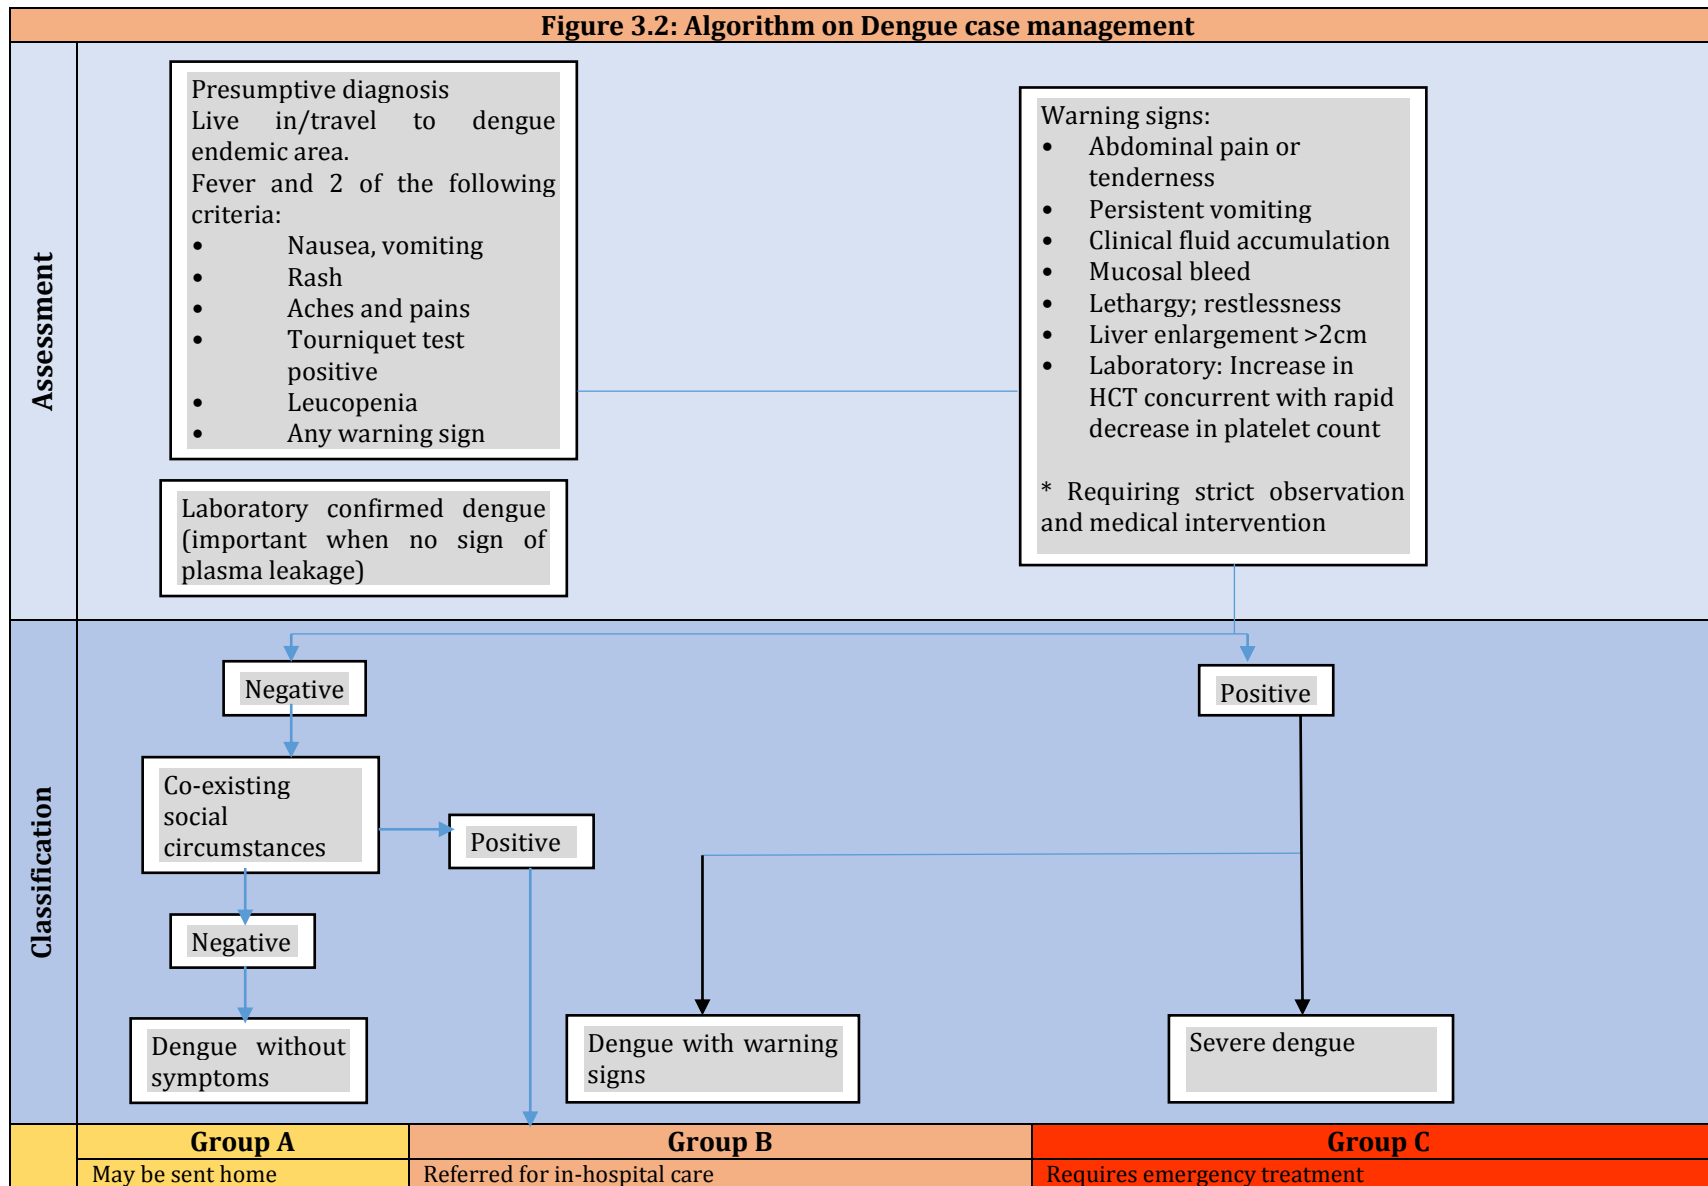 Figure 3.2: Algorithm on Dengue case management
Assessment
Presumptive diagnosis
Live in/travel to dengue
endemic area.
Fever and 2 of the following
criteria:
• Nausea, vomiting
• Rash
• Aches and pains
• Tourniquet test
positive
• Leucopenia
• Any warning sign
Laboratory confirmed dengue
(important when no sign of
plasma leakage)
Warning signs:
• Abdominal pain or
tenderness
• Persistent vomiting
• Clinical fluid accumulation
• Mucosal bleed
• Lethargy; restlessness
• Liver enlargement >2cm
• Laboratory: Increase in
HCT concurrent with rapid
decrease in platelet count
* Requiring strict observation
and medical intervention
Classification
Negative
Positive
Co-existing
social
circumstances
Positive
Negative
Dengue without
symptoms
Dengue with warning
signs
Severe dengue
Group A
Group B
Group C
May be sent home
Referred for in-hospital care
Requires emergency treatment